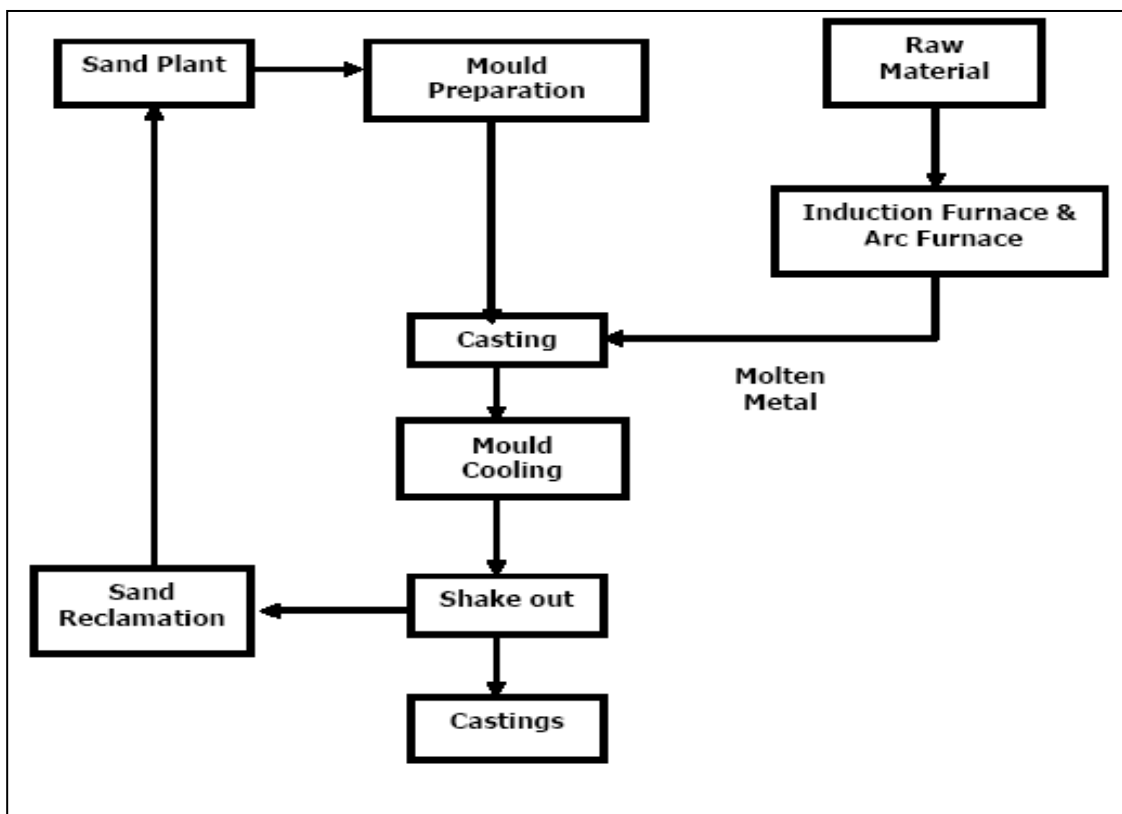 Sand Plant
Mould
Preparation
Raw
Material
Induction Furnace &
Arc Furnace
Casting
Molten
Metal
Mould
Cooling
Sand
Reclamation
Shake out
Castings